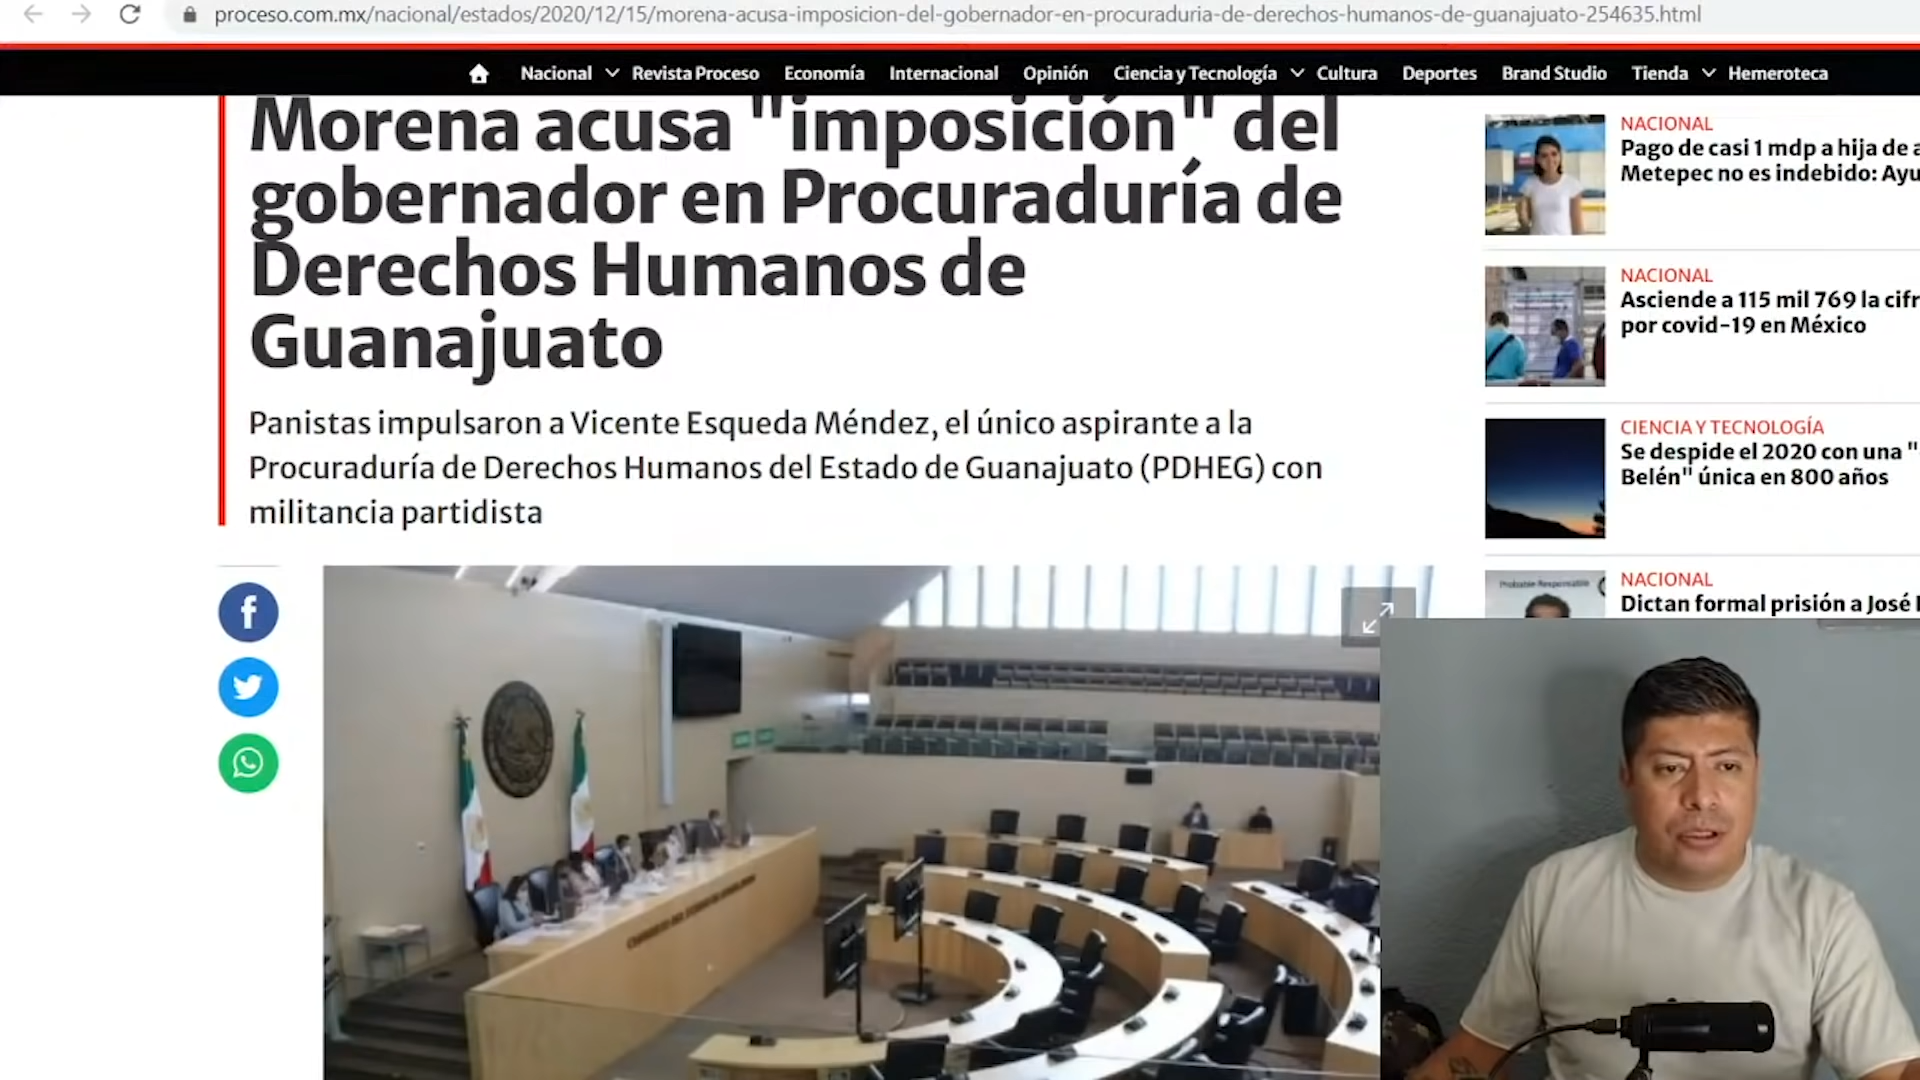 proceso.com.mx/nacional/estados/2020/12/15/morena-acusa-imposicion-del-gobernador-en-procuraduria-de-derechos-humanos-de-guanajuato-254635.html
Nacional Revista Proceso Economía Internacional Opinión Ciencia y Tecnología Cultura Deportes Brand Studio Tienda Hemeroteca
Morena acusa "imposición" del
gobernador en Procuraduría de
Derechos Humanos de
Guanajuato
Panistas impulsaron a Vicente Esqueda Méndez, el único aspirante a la
Procuraduría de Derechos Humanos del Estado de Guanajuato (PDHEG) con
militancia partidista
NACIONAL
Pago de casi 1 mdp a hija de a
Metepec no es indebido: Ayu
NACIONAL
Asciende a 115 mil 769 la cifr
por covid-19 en México
CIENCIA Y TECNOLOGÍA
Se despide el 2020 con una "
Belén" única en 800 años
Probable Responsable
NACIONAL
Dictan formal prisión a José